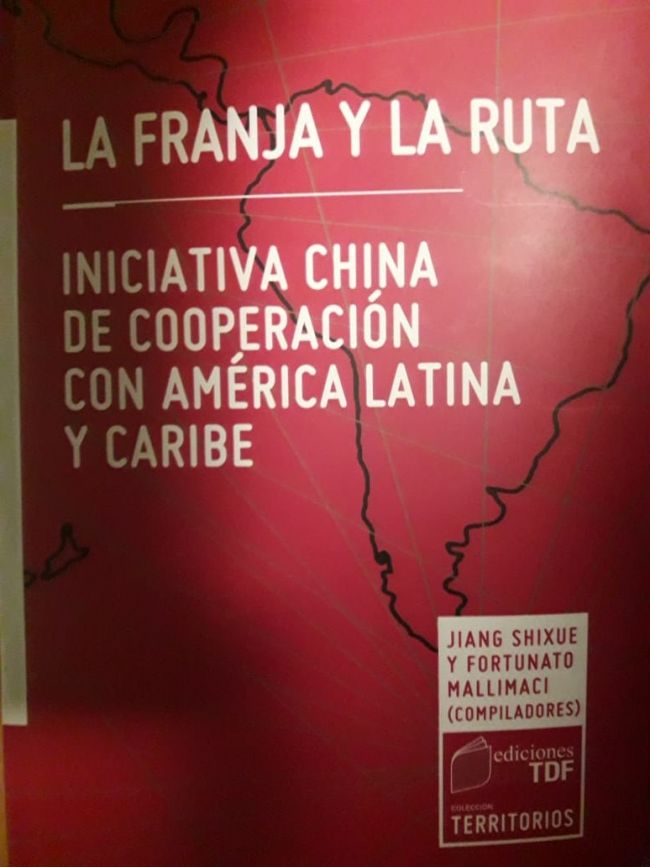 LA FRANJA Y LA RUTA
INICIATIVA CHINA
DE COOPERACIÓN
CON AMÉRICA LATINA
Y CARIBE
JIANG SHIXUE
Y FORTUNATO
MALLIMACI
(COMPILADORES)
ediciones
TDF
COLECCIÓN
TERRITORIOS